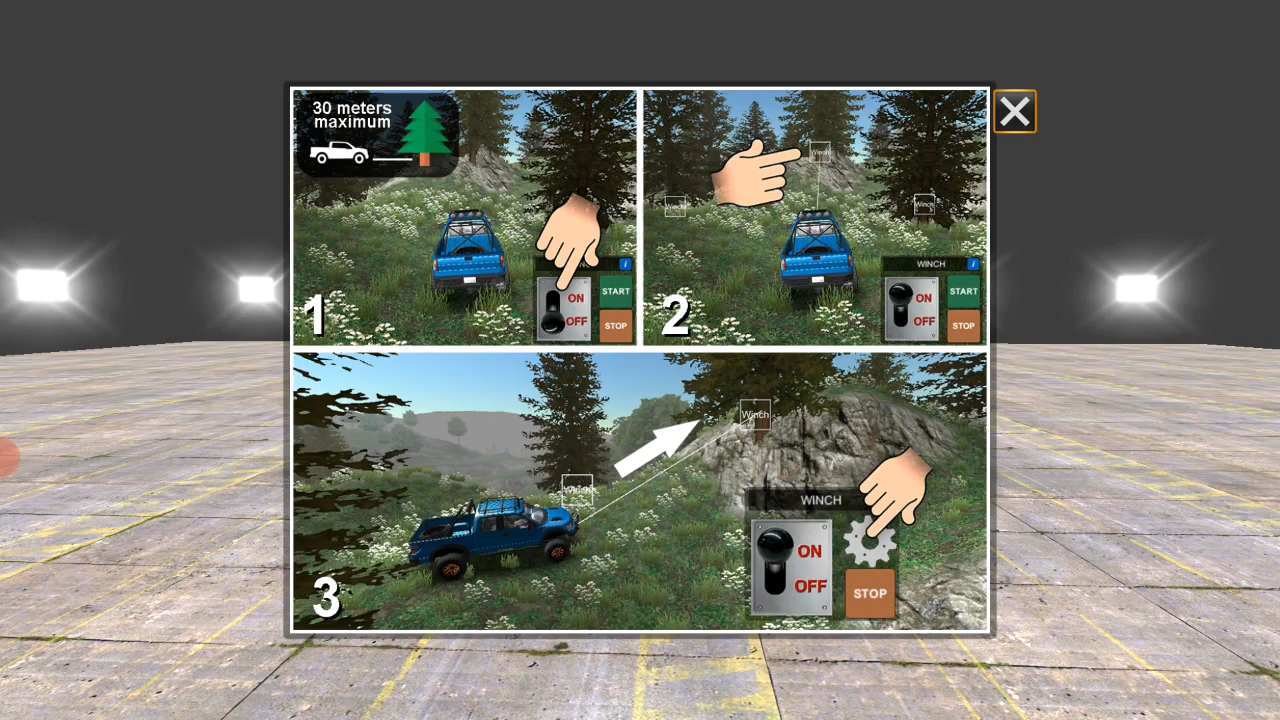 30 meters
maximum
i
ON
OFF
START
STOP
1
Winch
Winch
Winch
WINCH
i
ON
OFF
START
STOP
2
Winch
WINCH
ON
OFF
STOP
3